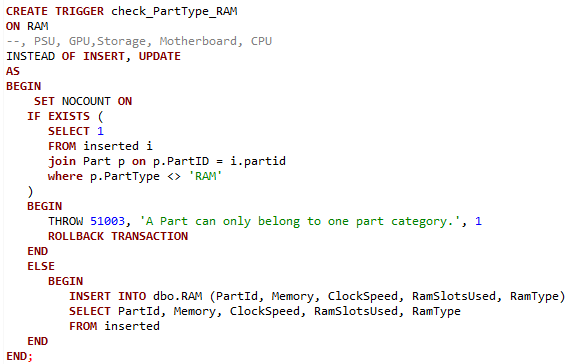 CREATE TRIGGER check_PartType_RAM
ON RAM
--, PSU, GPU,Storage, Motherboard, CPU
INSTEAD OF INSERT, UPDATE
AS
BEGIN
    SET NOCOUNT ON
   IF EXISTS (
      SELECT 1
      FROM inserted i
      join Part p on p.PartID = i.partid
      where p.PartType <> 'RAM'
   )
   BEGIN
      THROW 51003, 'A Part can only belong to one part category.', 1
      ROLLBACK TRANSACTION
   END
   ELSE
      BEGIN
         INSERT INTO dbo.RAM (PartId, Memory, ClockSpeed, RamSlotsUsed, RamType)
         SELECT PartId, Memory, ClockSpeed, RamSlotsUsed, RamType
         FROM inserted
   END
END;